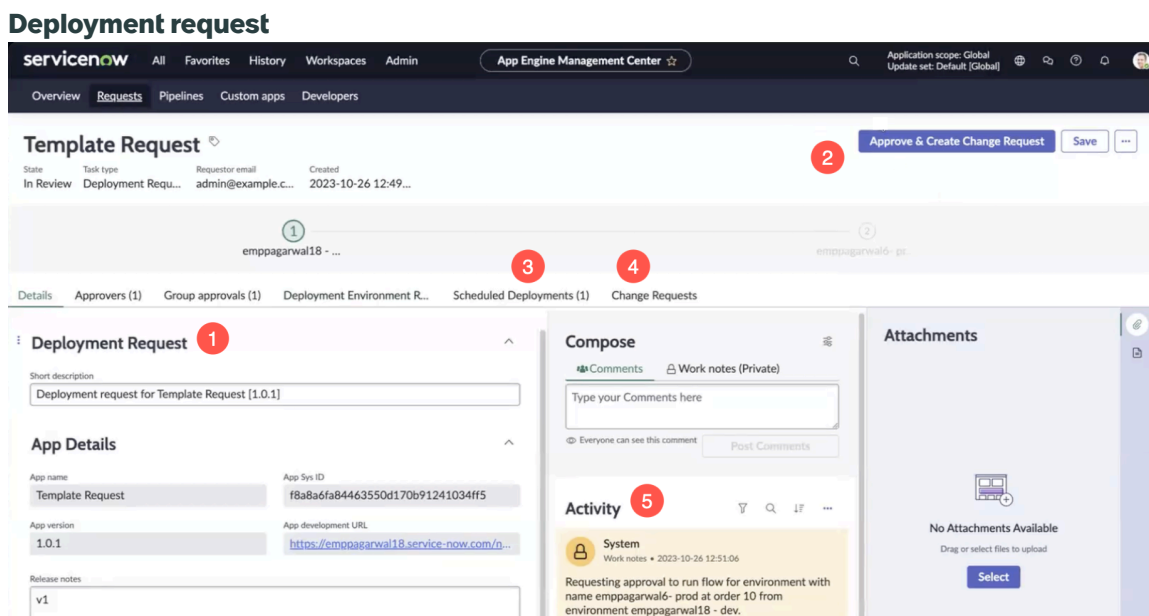 Deployment request
servicenow All Favorites History Workspaces Admin App Engine Management Center ☆ Application scope: Global
Update set: Default [Global]
Overview Requests Pipelines Custom apps Developers
Template Request
2 Approve & Create Change Request Save ...
State Task type Requestor email Created
In Review Deployment Requ... admin@example.c... 2023-10-26 12:49...
1 2
emppagarwal18 - ... emppagarwal6- pr
3 4
Details Approvers (1) Group approvals (1) Deployment Environment R... Scheduled Deployments (1) Change Requests
Deployment Request 1
Short description
Deployment request for Template Request [1.0.1]
App Details
App name App Sys ID
Template Request f8a8a6fa84463550d170b91241034ff5
App version App development URL
1.0.1 https://emppagarwal18.service-now.com/n...
Release notes
v1
Compose
Comments Work notes (Private)
Type your Comments here
Everyone can see this comment Post Comments
Activity 5
System
Work notes • 2023-10-26 12:51:06
Requesting approval to run flow for environment with
name emppagarwal6- prod at order 10 from
environment emppagarwal18 - dev.
Attachments
No Attachments Available
Drag or select files to upload
Select